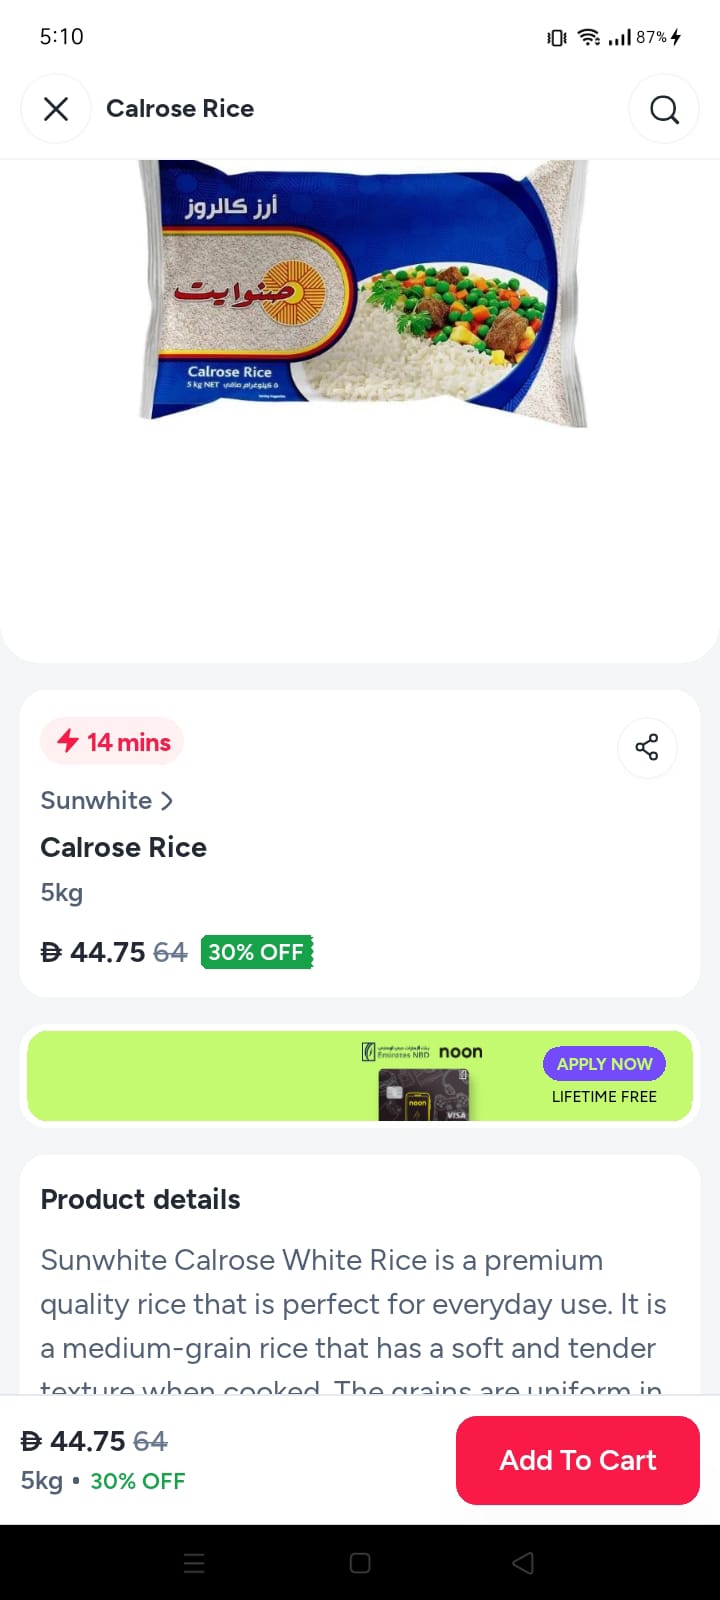 5:10
87%
Calrose Rice
أرز كالروز
صنوايت
Calrose Rice
5 kg NET ٥ كيلوغرام صافي
14 mins
Sunwhite
Calrose Rice
5kg
44.75 64 30% OFF
Emirates NBD noon
noon
VISA
APPLY NOW
LIFETIME FREE
Product details
Sunwhite Calrose White Rice is a premium
quality rice that is perfect for everyday use. It is
a medium-grain rice that has a soft and tender
texture when cooked. The grains are uniform in
44.75 64
5kg • 30% OFF
Add To Cart